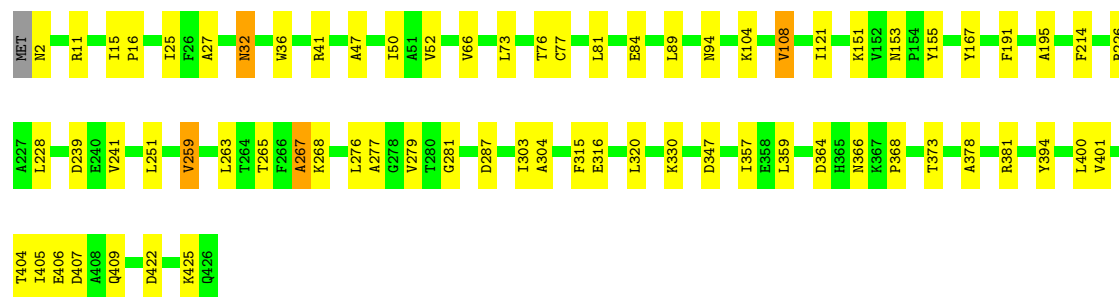 MET N2 R11 I15 P16 I25 F26 A27 N32 W36 R41 A47 I50 A51 V52 V66 L73 T76 C77 L81 E84 L89 N94 K104 V108 I121 K151 V152 N153 P154 Y155 Y167 F191 A195 F214
A227 L228 D239 E240 V241 L251 V259 L263 T264 T265 F266 A267 K268 L276 A277 G278 V279 T280 G281 D287 I303 A304 F315 E316 L320 K330 D347 I357 E358 L359 D364 H365 N366 K367 P368 T373 A378 R381 Y394 L400 V401
T404 I405 E406 D407 A408 Q409 D422 K425 Q426